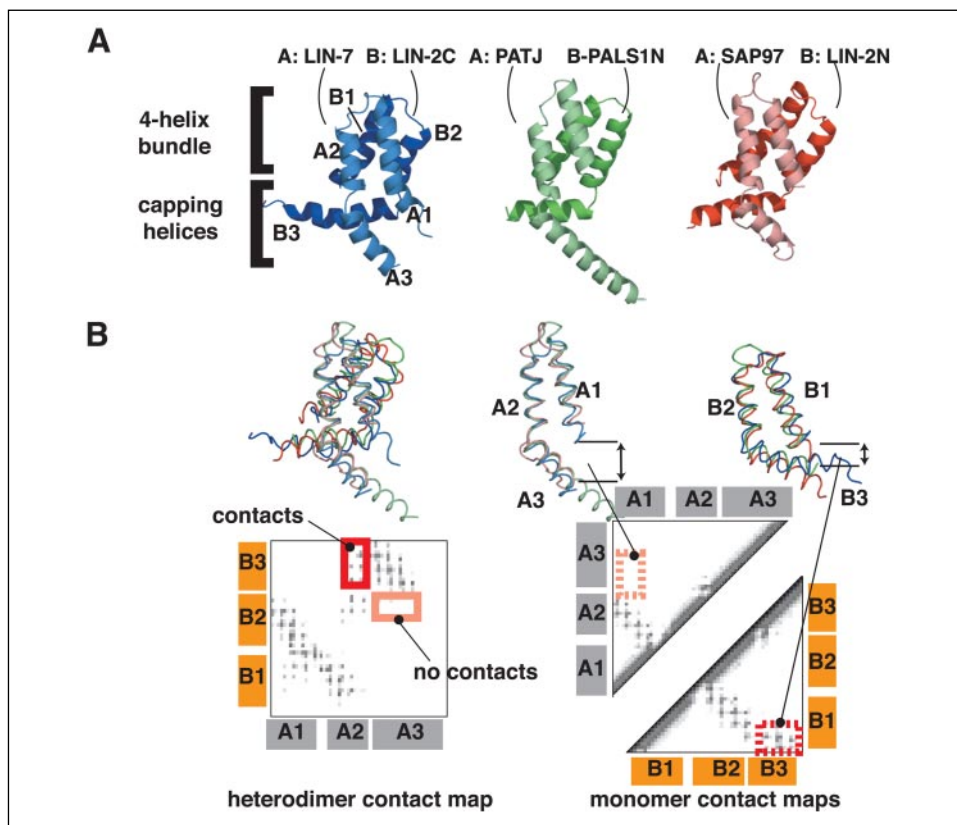 A
A: LIN-7 B: LIN-2C A: PATJ B-PALS1N A: SAP97 B: LIN-2N
4-helix
bundle
capping
helices
B1
B2
A2
A1
B3
A3
B
A2
A1
A3
B2
B1
B3
contacts
no contacts
B3
B2
B1
A1 A2 A3
heterodimer contact map
A1 A2 A3
A3
A2
A1
B3
B2
B1
B1 B2 B3
monomer contact maps